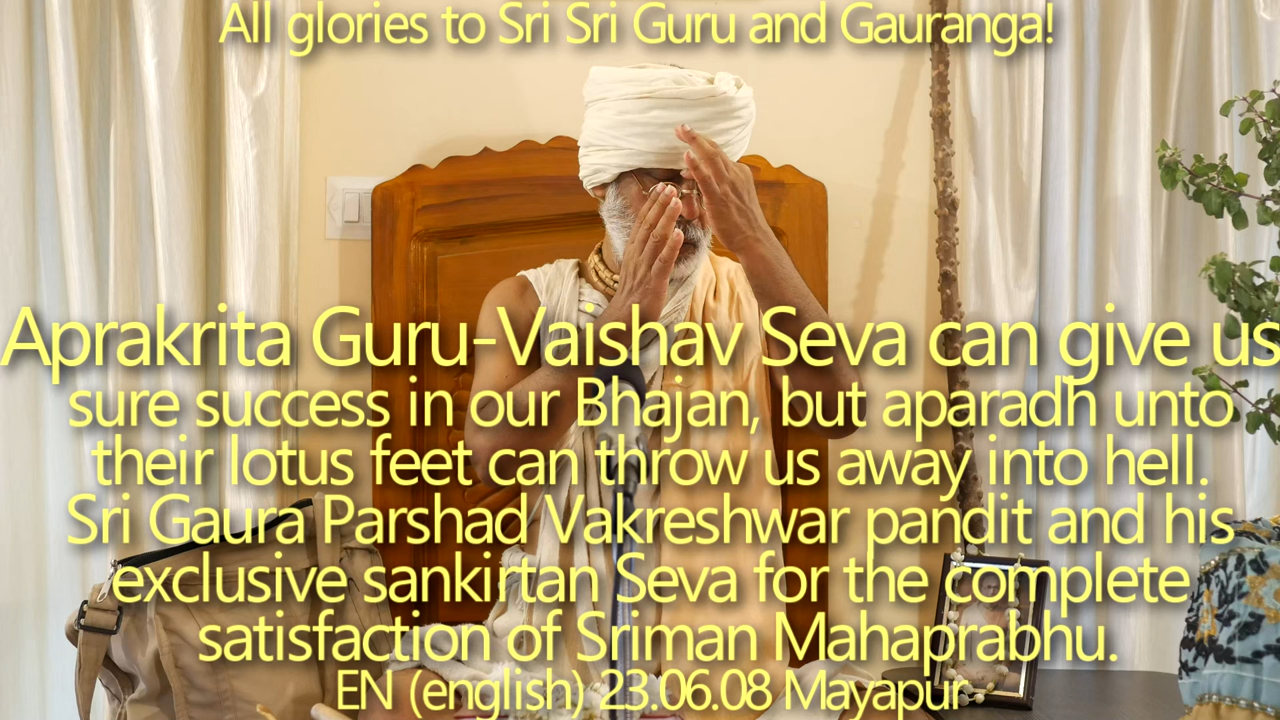 All glories to Sri Sri Guru and Gauranga!
Aprakrita Guru-Vaishav Seva can give us
sure success in our Bhajan, but aparadh unto
their lotus feet can throw us away into hell.
Sri Gaura Parshad Vakreshwar pandit and his
exclusive sankirtan Seva for the complete
satisfaction of Sriman Mahaprabhu.
EN (english) 23.06.08 Mayapur